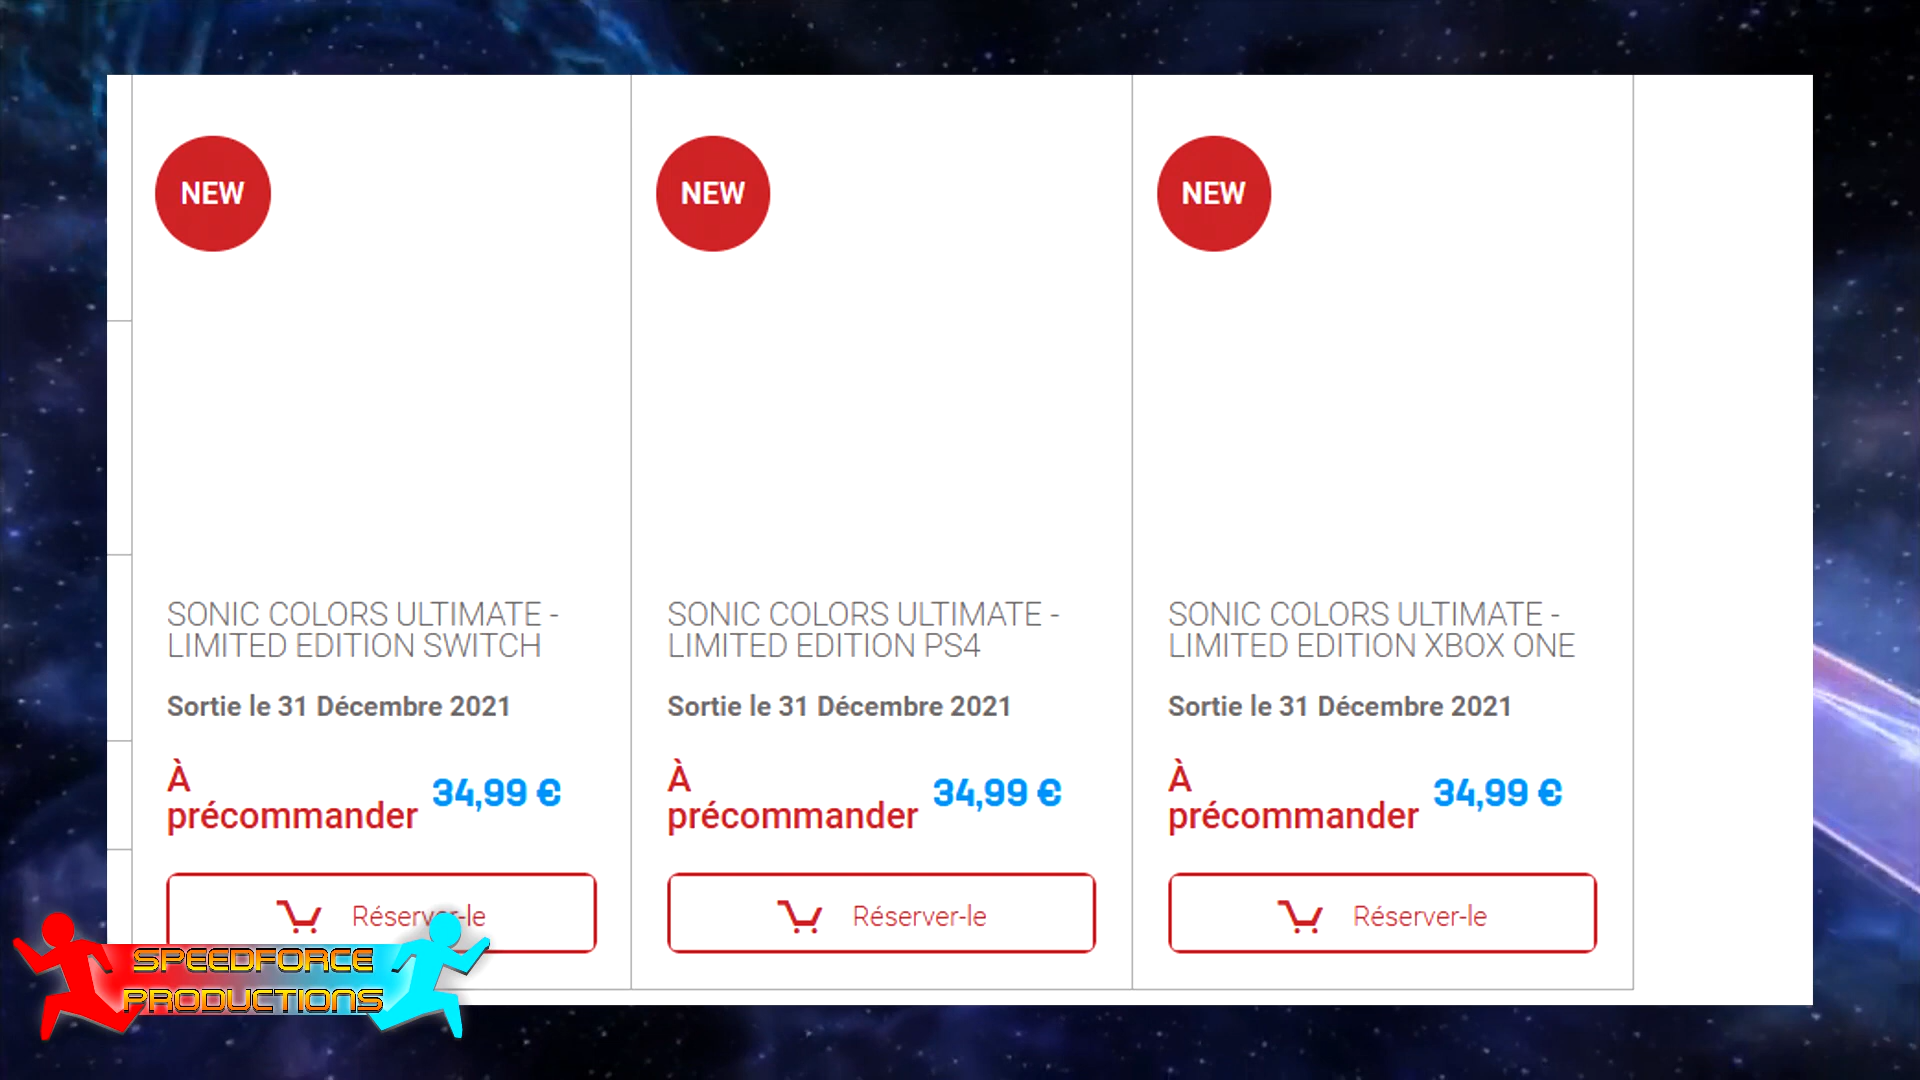 NEW
NEW
NEW
SONIC COLORS ULTIMATE -
LIMITED EDITION SWITCH
Sortie le 31 Décembre 2021
À
précommander
34,99 €
Réserver-le
SONIC COLORS ULTIMATE -
LIMITED EDITION PS4
Sortie le 31 Décembre 2021
À
précommander
34,99 €
Réserver-le
SONIC COLORS ULTIMATE -
LIMITED EDITION XBOX ONE
Sortie le 31 Décembre 2021
À
précommander
34,99 €
Réserver-le
SPEEDFORCE
PRODUCTIONS